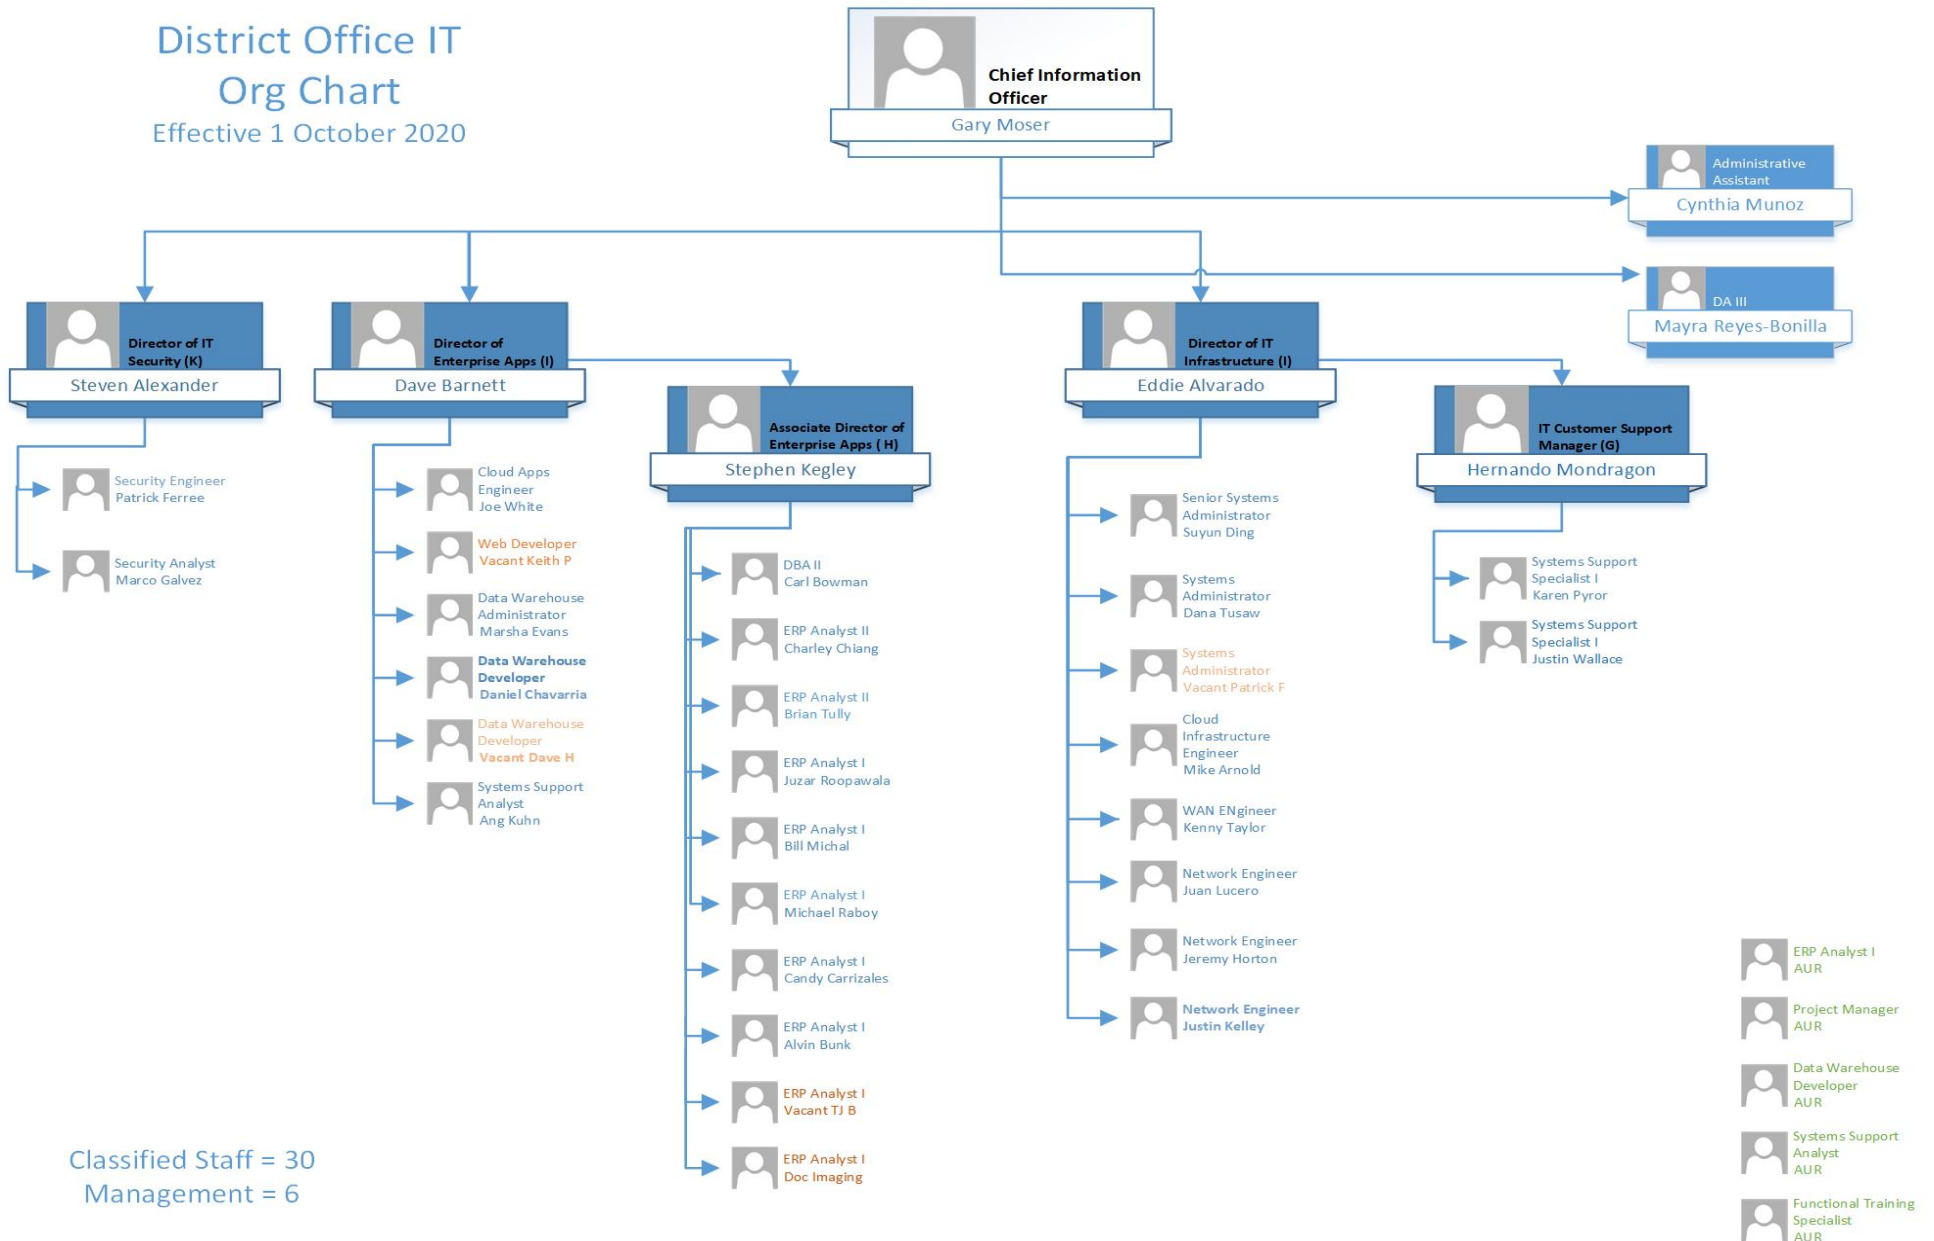 District Office IT
Org Chart
Effective 1 October 2020
Chief Information
Officer
Gary Moser
Administrative
Assistant
Cynthia Munoz
DA III
Mayra Reyes-Bonilla
Director of IT
Security (K)
Steven Alexander
Security Engineer
Patrick Ferree
Security Analyst
Marco Galvez
Director of
Enterprise Apps (I)
Dave Barnett
Cloud Apps
Engineer
Joe White
Web Developer
Vacant Keith P
Data Warehouse
Administrator
Marsha Evans
Data Warehouse
Developer
Daniel Chavarria
Data Warehouse
Developer
Vacant Dave H
Systems Support
Analyst
Ang Kuhn
Associate Director of
Enterprise Apps ( H)
Stephen Kegley
DBA II
Carl Bowman
ERP Analyst II
Charley Chiang
ERP Analyst II
Brian Tully
ERP Analyst I
Juzar Roopawala
ERP Analyst I
Bill Michal
ERP Analyst I
Michael Raboy
ERP Analyst I
Candy Carrizales
ERP Analyst I
Alvin Bunk
ERP Analyst I
Vacant TJ B
ERP Analyst I
Doc Imaging
Director of IT
Infrastructure (I)
Eddie Alvarado
Senior Systems
Administrator
Suyun Ding
Systems
Administrator
Dana Tusaw
Systems
Administrator
Vacant Patrick F
Cloud
Infrastructure
Engineer
Mike Arnold
WAN ENgineer
Kenny Taylor
Network Engineer
Juan Lucero
Network Engineer
Jeremy Horton
Network Engineer
Justin Kelley
IT Customer Support
Manager (G)
Hernando Mondragon
Systems Support
Specialist I
Karen Pyror
Systems Support
Specialist I
Justin Wallace
ERP Analyst I
AUR
Project Manager
AUR
Data Warehouse
Developer
AUR
Systems Support
Analyst
AUR
Functional Training
Specialist
AUR
Classified Staff = 30
Management = 6